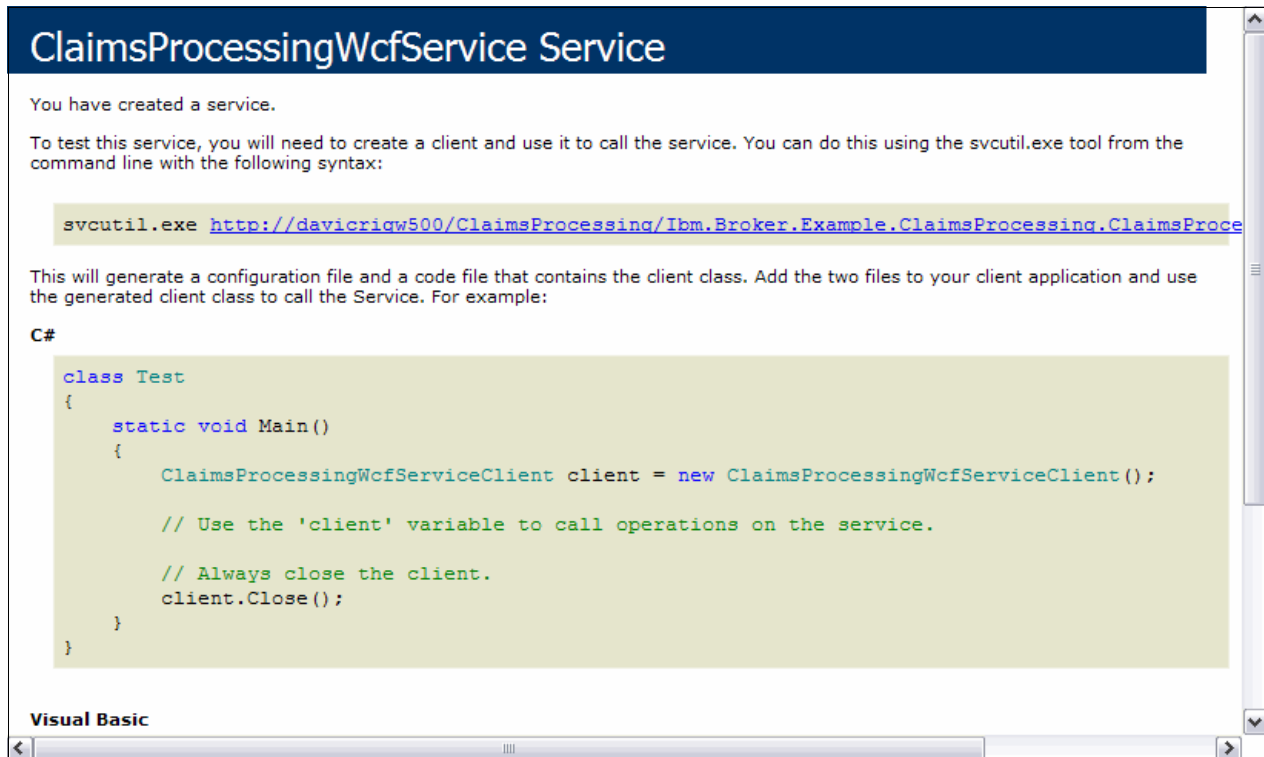 ClaimsProcessingWcfService Service
You have created a service.
To test this service, you will need to create a client and use it to call the service. You can do this using the svcutil.exe tool from the
command line with the following syntax:
svcutil.exe http://davicrigw500/ClaimsProcessing/Ibm.Broker.Example.ClaimsProcessing.ClaimsProce
This will generate a configuration file and a code file that contains the client class. Add the two files to your client application and use
the generated client class to call the Service. For example:
C#
class Test
{
static void Main()
{
ClaimsProcessingWcfServiceClient client = new ClaimsProcessingWcfServiceClient();
// Use the 'client' variable to call operations on the service.
// Always close the client.
client.Close();
}
}
Visual Basic